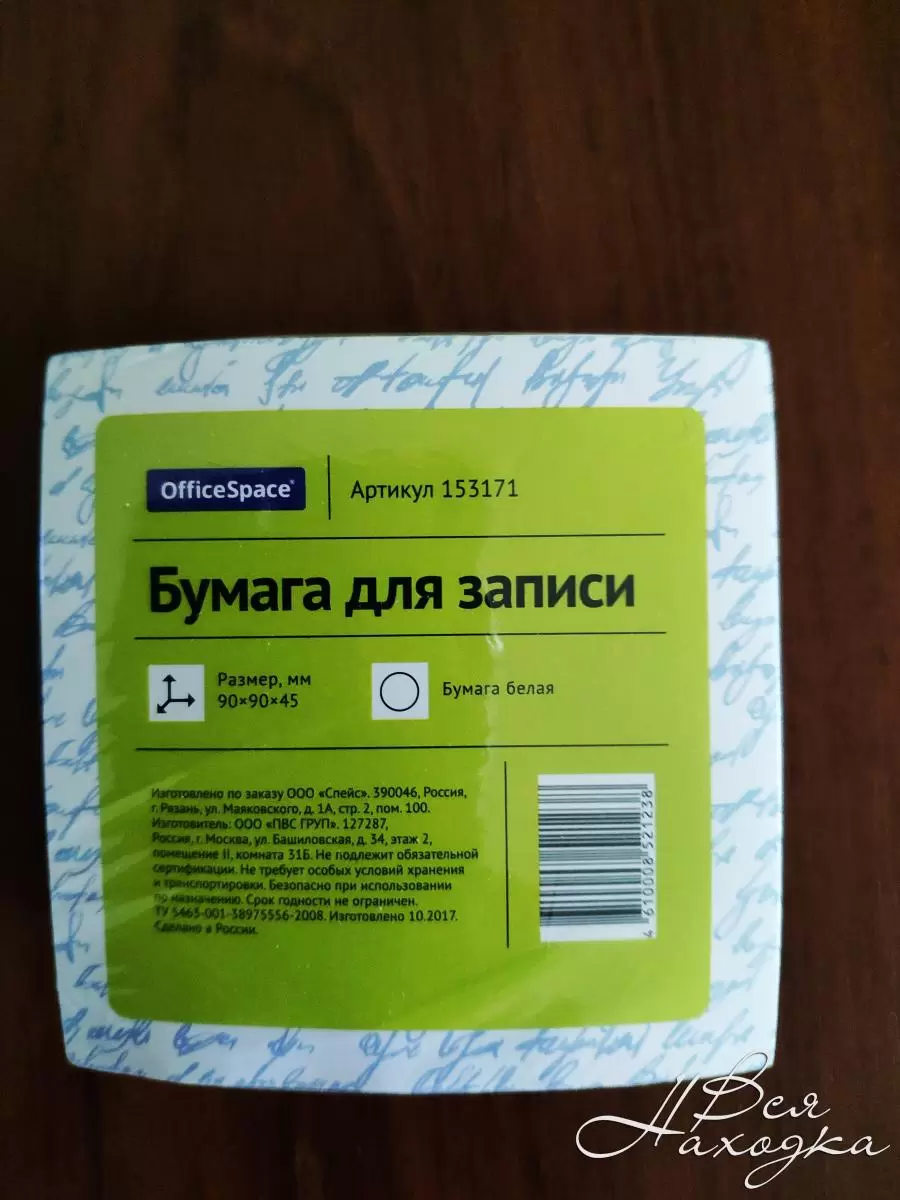 OfficeSpace®
Артикул 153171
Бумага для записи
Размер, мм
90×90×45
Бумага белая
Изготовлено по заказу ООО «Спейс». 390046, Россия,
г. Рязань, ул. Маяковского, д. 1А, стр. 2, пом. 100.
Изготовитель: ООО «ПВС ГРУП». 127287,
Россия, г. Москва, ул. Башиловская, д. 34, этаж 2,
помещение II, комната 31Б. Не подлежит обязательной
сертификации. Не требует особых условий хранения
и транспортировки. Безопасно при использовании
по назначению. Срок годности не ограничен.
ТУ 5463-001-38975556-2008. Изготовлено 10.2017.
Сделано в России.
4 610008 521238
Вся
Находка